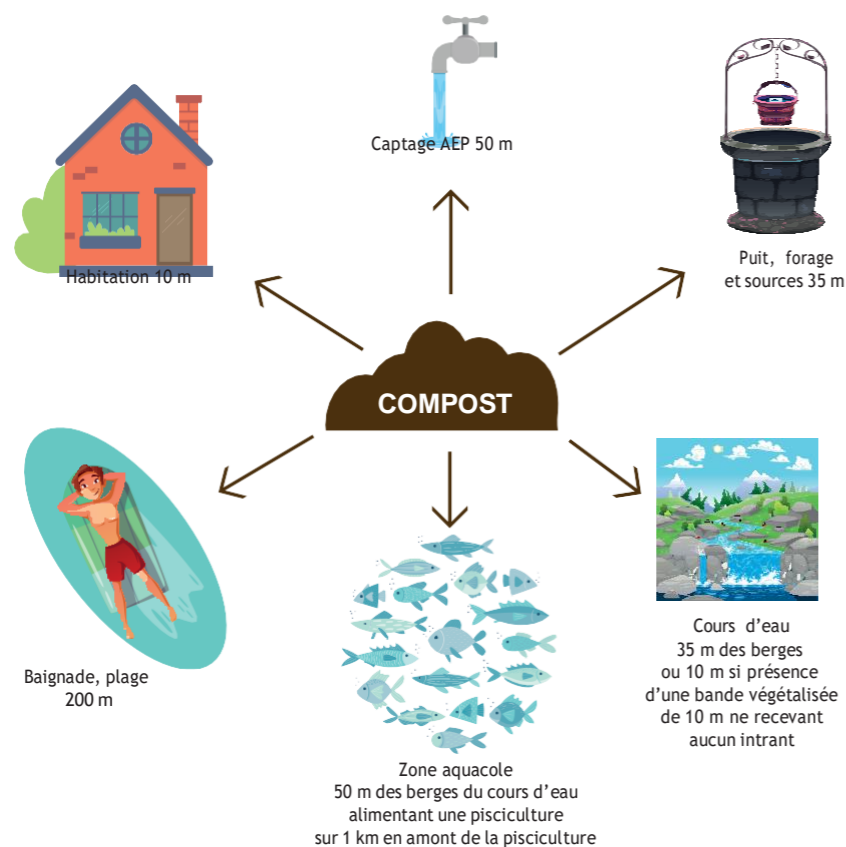 Captage AEP 50 m
Habitation 10 m
Puit, forage
et sources 35 m
COMPOST
Baignade, plage
200 m
Cours d'eau
35 m des berges
ou 10 m si présence
d'une bande végétalisée
de 10 m ne recevant
aucun intrant
Zone aquacole
50 m des berges du cours d'eau
alimentant une pisciculture
sur 1 km en amont de la pisciculture